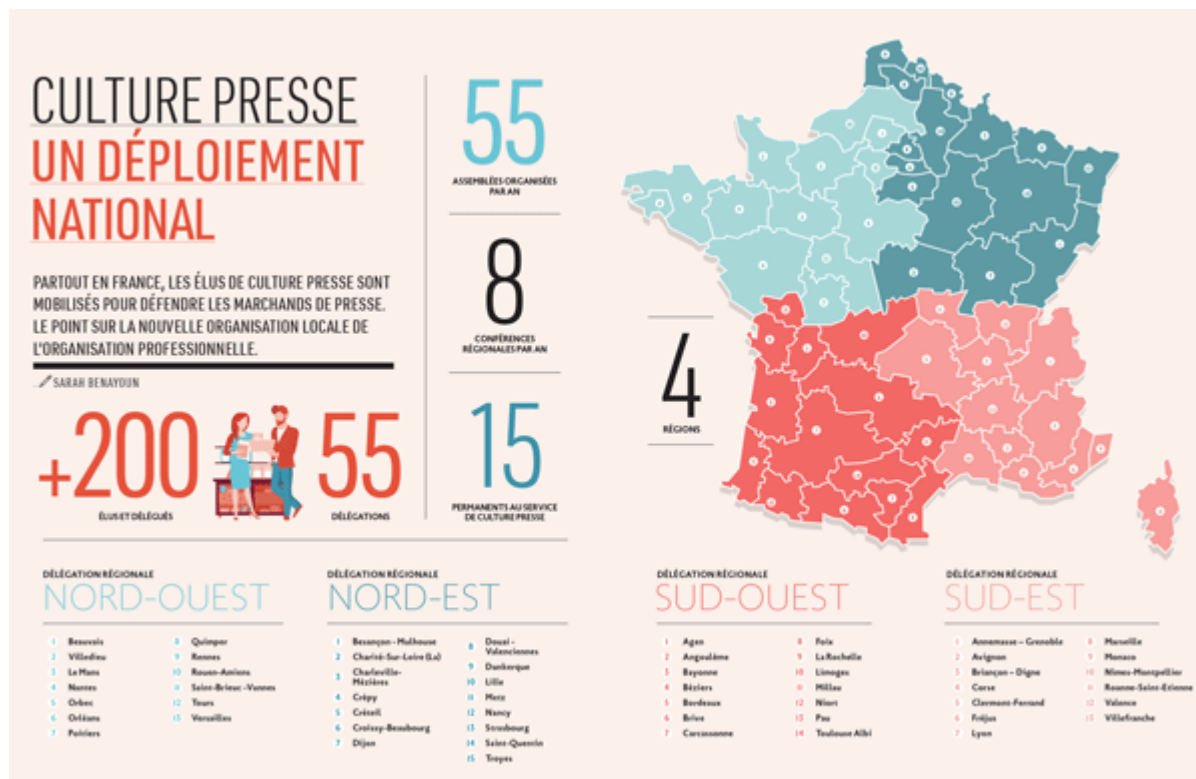 CULTURE PRESSE
UN DÉPLOIEMENT
NATIONAL
PARTOUT EN FRANCE, LES ÉLUS DE CULTURE PRESSE SONT
MOBILISÉS POUR DÉFENDRE LES MARCHANDS DE PRESSE.
LE POINT SUR LA NOUVELLE ORGANISATION LOCALE DE
L'ORGANISATION PROFESSIONNELLE.
SARAH BENAYOUN
+200
ÉLUS ET DÉLÉGUÉS
55
DÉLÉGATIONS
55
ASSEMBLÉES ORGANISÉES
PAR AN
8
CONFÉRENCES
RÉGIONALES PAR AN
15
PERMANENTS AU SERVICE
DE CULTURE PRESSE
4
RÉGIONS
DÉLÉGATION RÉGIONALE
NORD-OUEST
1 Beauvais
2 Villedieu
3 Le Mans
4 Nantes
5 Orbec
6 Orléans
7 Poitiers
8 Quimper
9 Rennes
10 Rouen-Amiens
11 Saint-Brieuc -Vannes
12 Tours
13 Versailles
DÉLÉGATION RÉGIONALE
NORD-EST
1 Besançon - Mulhouse
2 Charité-Sur-Loire (La)
3 Charleville-
Mézières
4 Crépy
5 Créteil
6 Croissy-Beaubourg
7 Dijon
8 Douai -
Valenciennes
9 Dunkerque
10 Lille
11 Metz
12 Nancy
13 Strasbourg
14 Saint-Quentin
15 Troyes
DÉLÉGATION RÉGIONALE
SUD-OUEST
1 Agen
2 Angoulême
3 Bayonne
4 Béziers
5 Bordeaux
6 Brive
7 Carcassonne
8 Foix
9 La Rochelle
10 Limoges
11 Millau
12 Niort
13 Pau
14 Toulouse Albi
DÉLÉGATION RÉGIONALE
SUD-EST
1 Annemasse – Grenoble
2 Avignon
3 Briançon – Digne
4 Corse
5 Clermont-Ferrand
6 Fréjus
7 Lyon
8 Marseille
9 Monaco
10 Nîmes-Montpellier
11 Roanne-Saint-Etienne
12 Valence
13 Villefranche